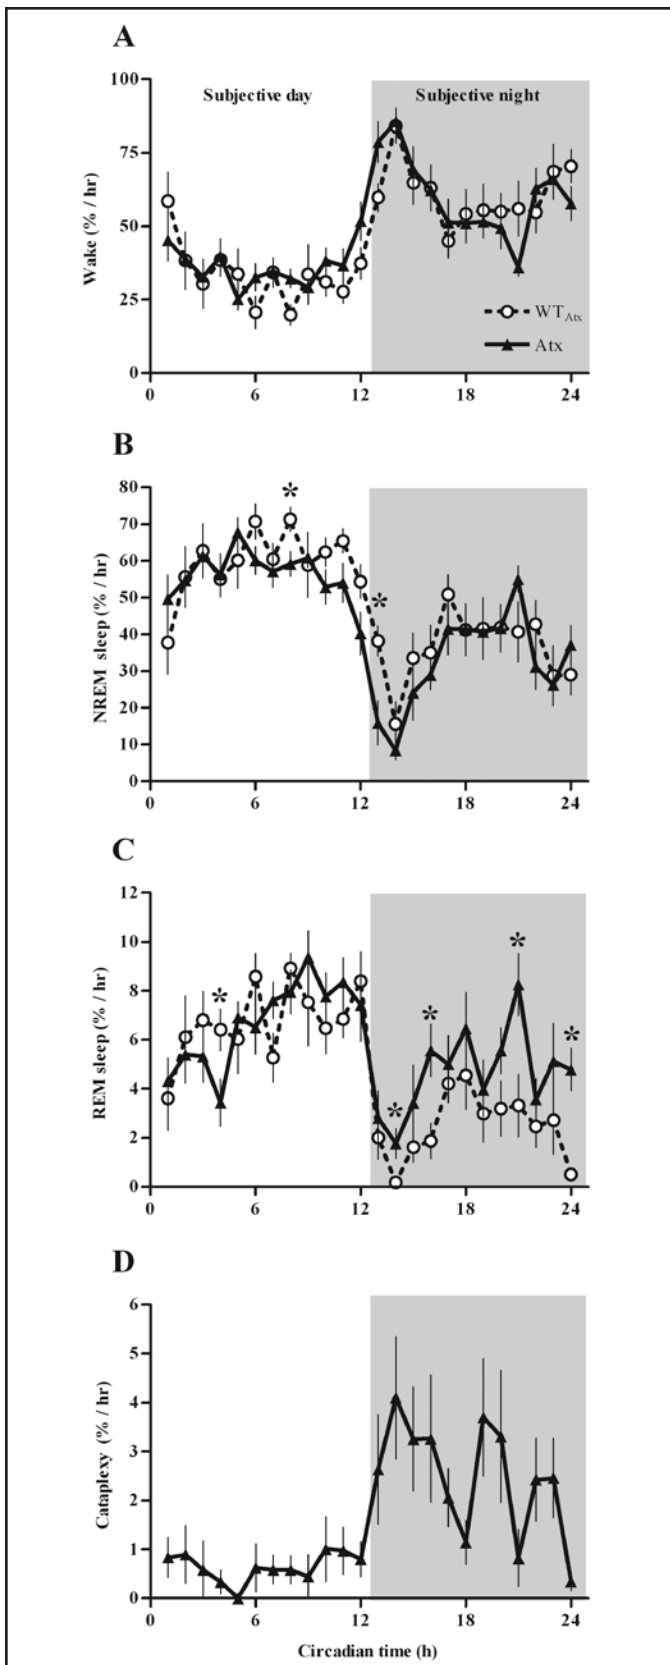 A
Subjective day Subjective night
100
75
50
25
0
Wake (% / hr)
WTAtx
Atx
0 6 12 18 24
B
80
70
60
50
40
30
20
10
0
NREM sleep (% / hr)
*
*
0 6 12 18 24
C
12
10
8
6
4
2
0
REM sleep (% / hr)
* * * * *
0 6 12 18 24
D
6
5
4
3
2
1
0
Cataplexy (% / hr)
0 6 12 18 24
Circadian time (h)